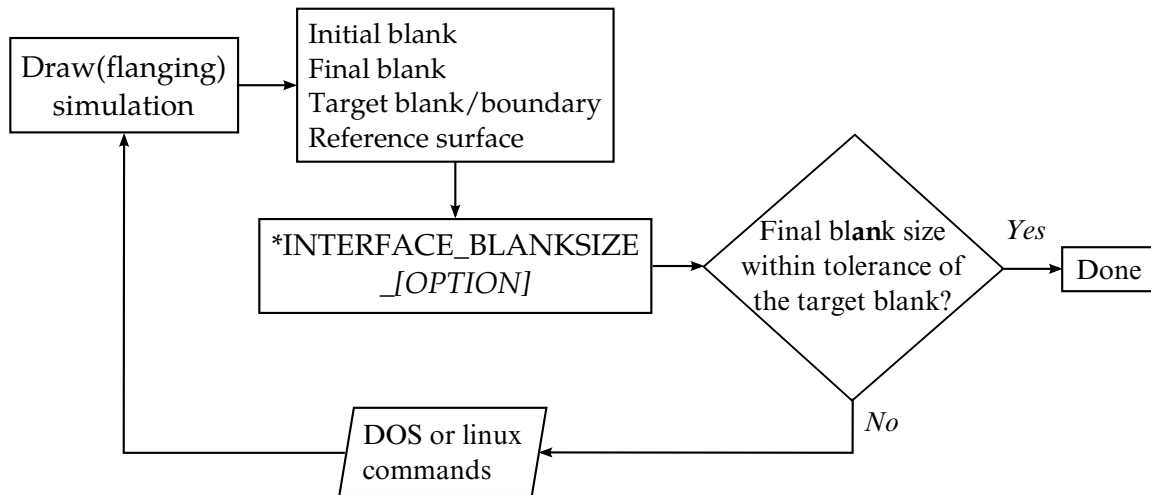 Draw(flanging)
simulation
Initial blank
Final blank
Target blank/boundary
Reference surface
*INTERFACE_BLANKSIZE
_[OPTION]
Final blank size
within tolerance of
the target blank?
Yes
Done
No
DOS or linux
commands